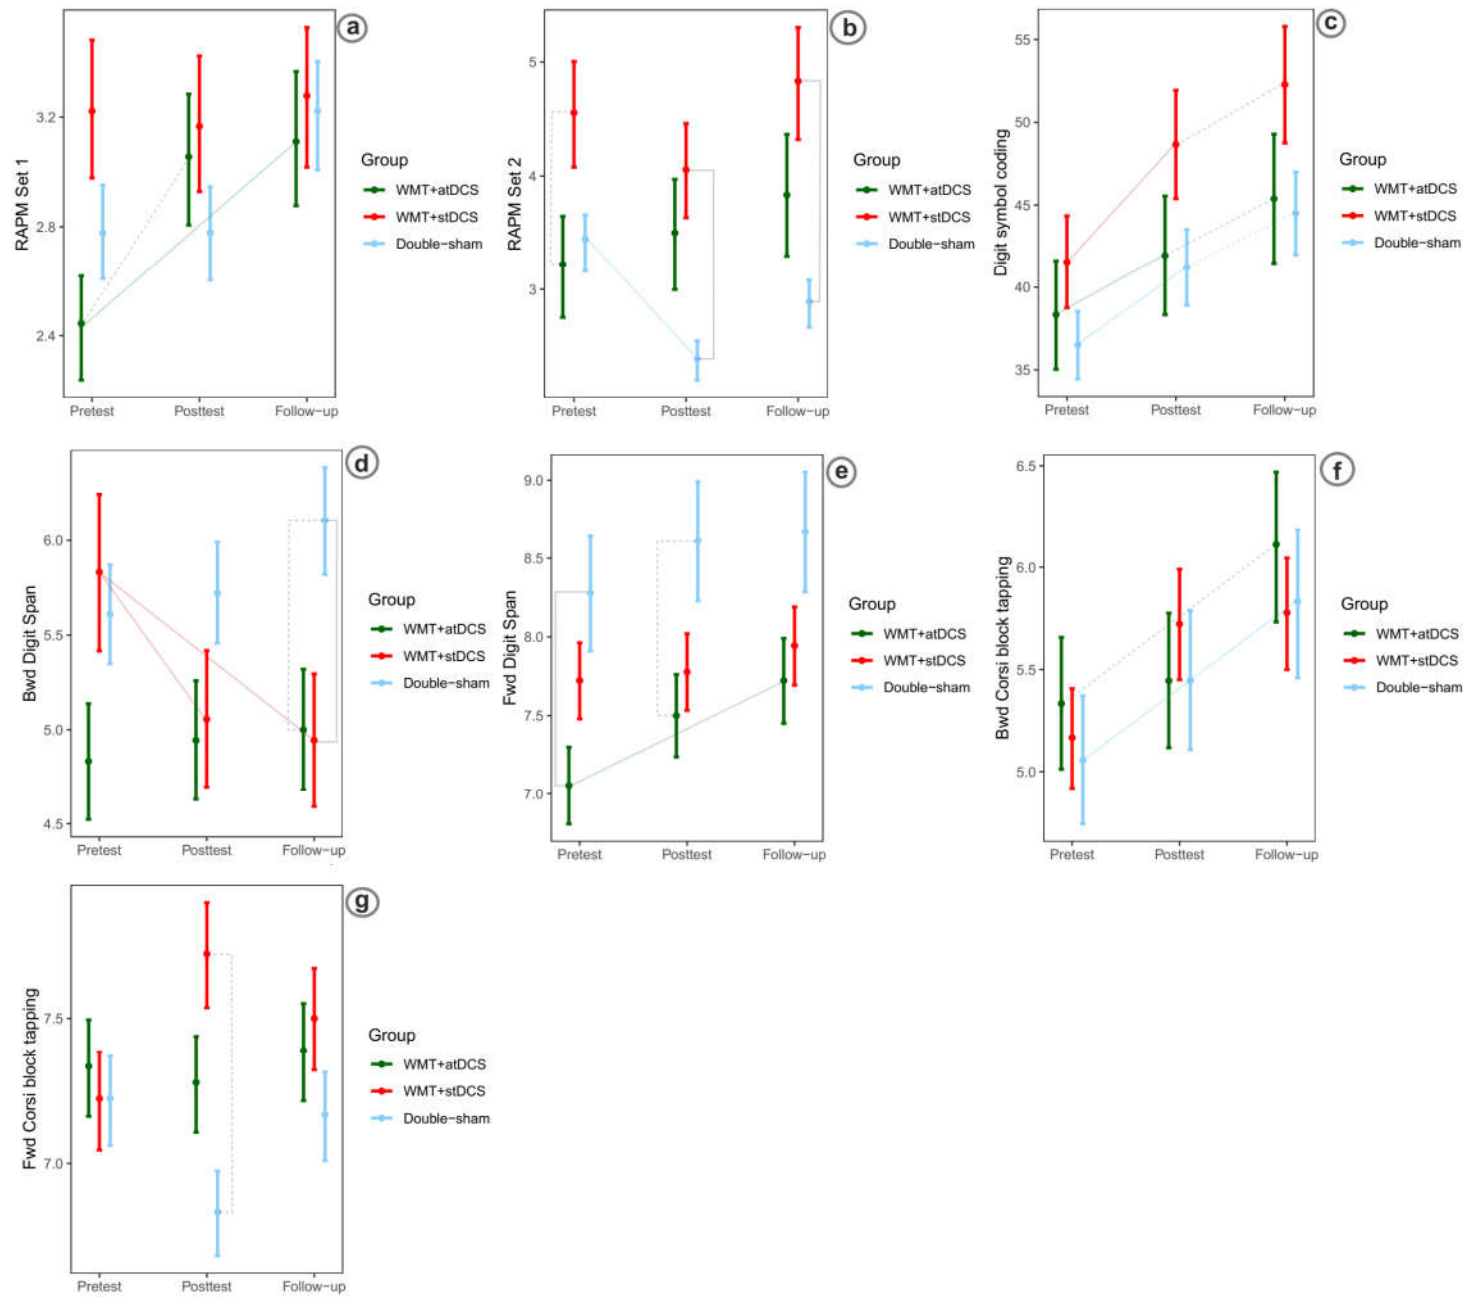 a
RAPM Set 1
3.2
2.8
2.4
Pretest
Posttest
Follow-up
Group
WMT+atDCS
WMT+stDCS
Double-sham
b
RAPM Set 2
5
4
3
Pretest
Posttest
Follow-up
Group
WMT+atDCS
WMT+stDCS
Double-sham
c
Digit symbol coding
55
50
45
40
35
Pretest
Posttest
Follow-up
Group
WMT+atDCS
WMT+stDCS
Double-sham
d
Bwd Digit Span
6.0
5.5
5.0
4.5
Pretest
Posttest
Follow-up
Group
WMT+atDCS
WMT+stDCS
Double-sham
e
Fwd Digit Span
9.0
8.5
8.0
7.5
7.0
Pretest
Posttest
Follow-up
Group
WMT+atDCS
WMT+stDCS
Double-sham
f
Bwd Corsi block tapping
6.5
6.0
5.5
5.0
Pretest
Posttest
Follow-up
Group
WMT+atDCS
WMT+stDCS
Double-sham
g
Fwd Corsi block tapping
7.5
7.0
Pretest
Posttest
Follow-up
Group
WMT+atDCS
WMT+stDCS
Double-sham